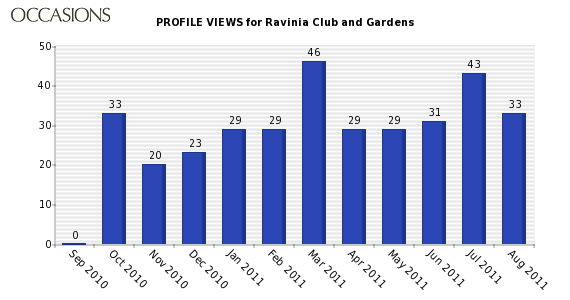 OCCASIONS
PROFILE VIEWS for Ravinia Club and Gardens
50
40
30
20
10
0
0
33
20
23
29
29
46
29
29
31
43
33
Sep 2010
Oct 2010
Nov 2010
Dec 2010
Jan 2011
Feb 2011
Mar 2011
Apr 2011
May 2011
Jun 2011
Jul 2011
Aug 2011